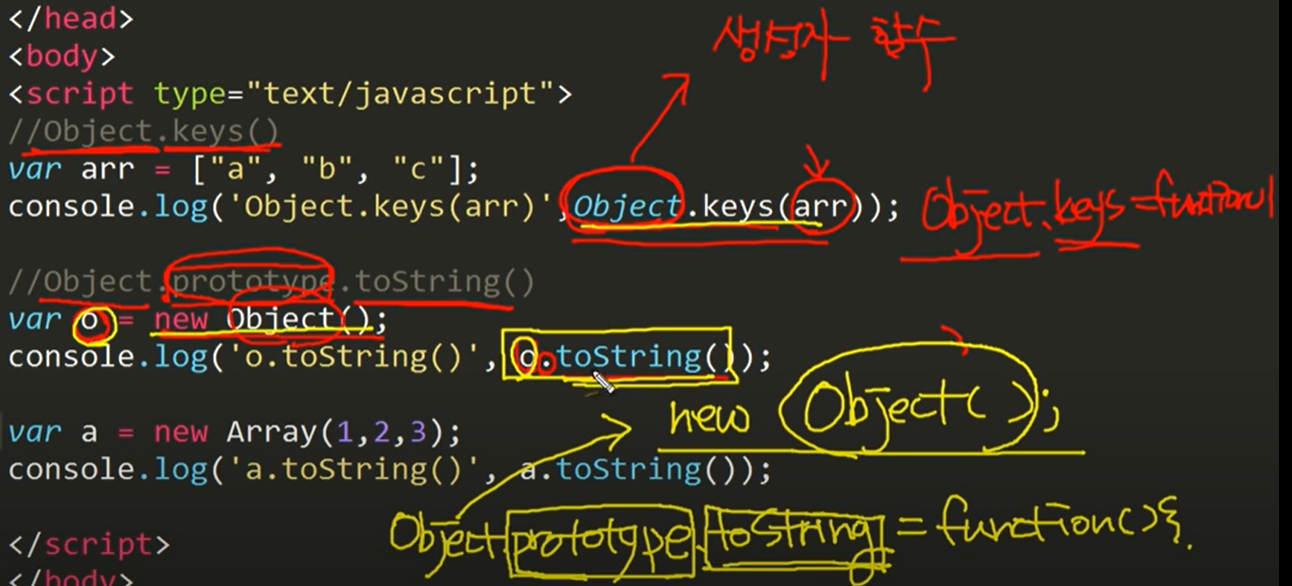 </head>
<body>
<script type="text/javascript">
생성자 함수
//Object.keys()
var arr = ["a", "b", "c"];
console.log('Object.keys(arr)',Object.keys(arr));
Object.keys=function(
//Object.prototype.toString()
var o = new Object();
console.log('o.toString()', o.toString());
new Object();
var a = new Array(1,2,3);
console.log('a.toString()', a.toString());
Object prototype.toString = function(){
</script>
</body>